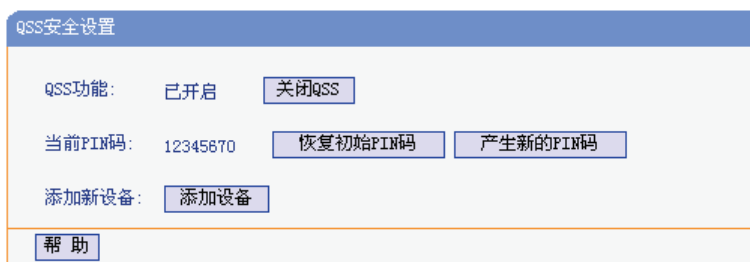 QSS安全设置
QSS功能: 已开启 关闭QSS
当前PIN码: 12345670 恢复初始PIN码 产生新的PIN码
添加新设备: 添加设备
帮 助